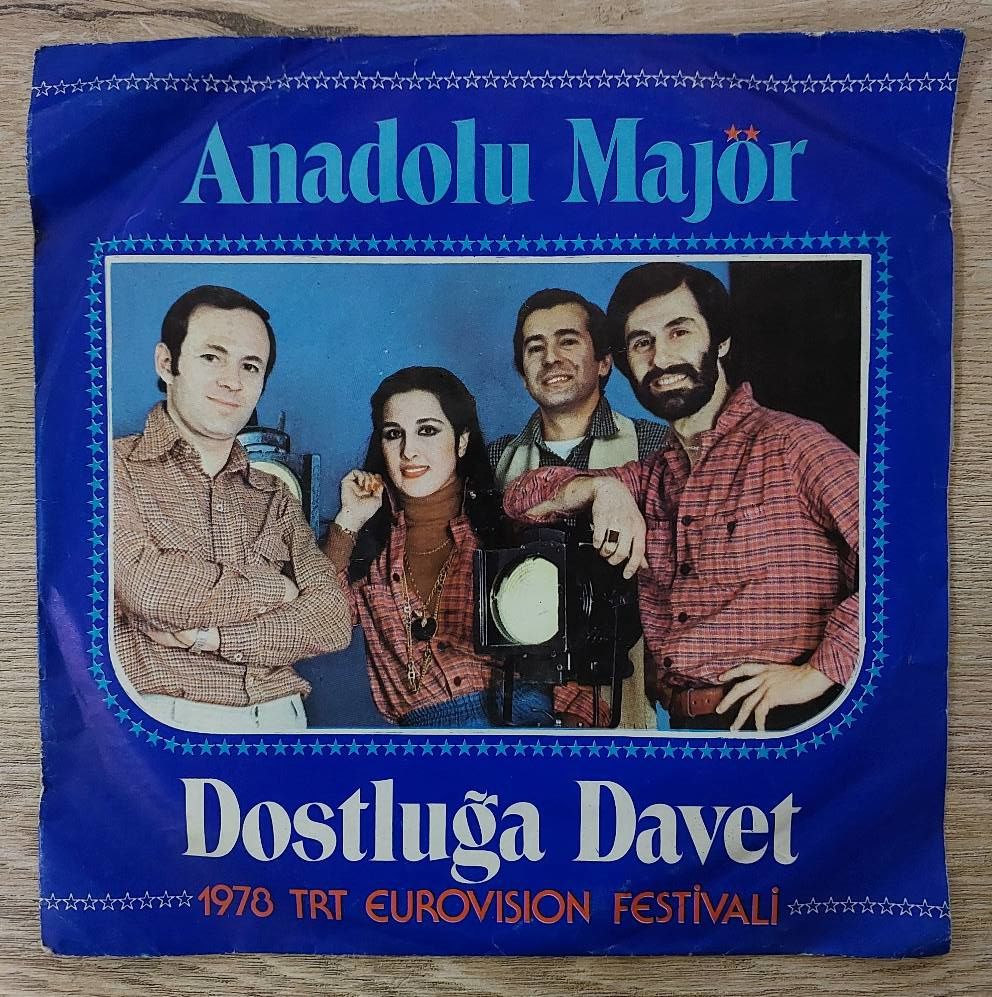 Anadolu Majör
Dostluğa Davet
1978 TRT EUROVISION FESTİVALİ